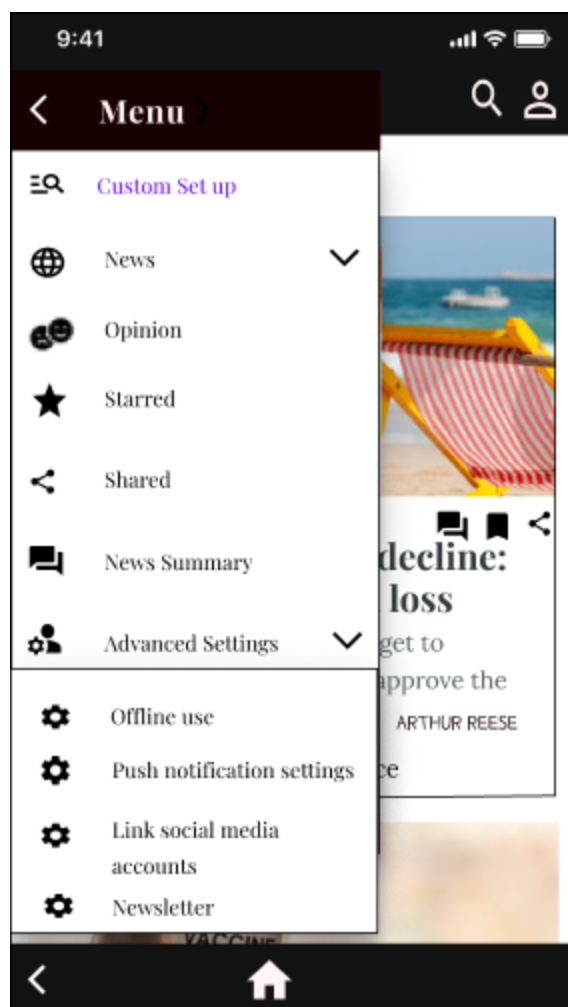 9:41
Menu
Custom Set up
News
Opinion
Starred
Shared
News Summary
Advanced Settings
Offline use
Push notification settings
Link social media
accounts
Newsletter
decline:
loss
get to
approve the
ARTHUR REESE
VACCINE